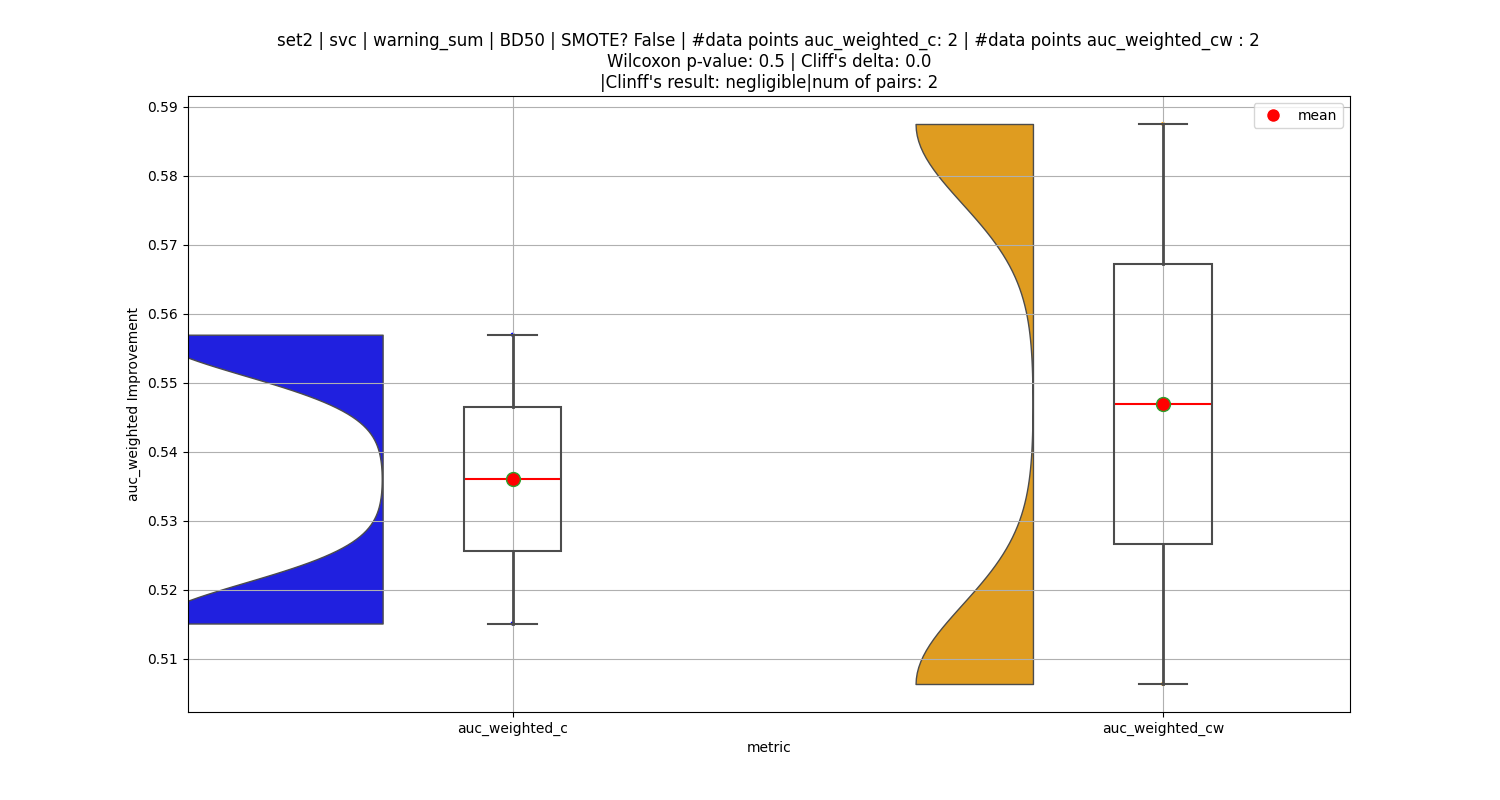 set2 | svc | warning_sum | BD50 | SMOTE? False | #data points auc_weighted_c: 2 | #data points auc_weighted_cw : 2
Wilcoxon p-value: 0.5 | Cliff's delta: 0.0
|Clinff's result: negligible|num of pairs: 2
mean
0.59
0.58
0.57
0.56
0.55
0.54
0.53
0.52
0.51
auc_weighted Improvement
auc_weighted_c
auc_weighted_cw
metric